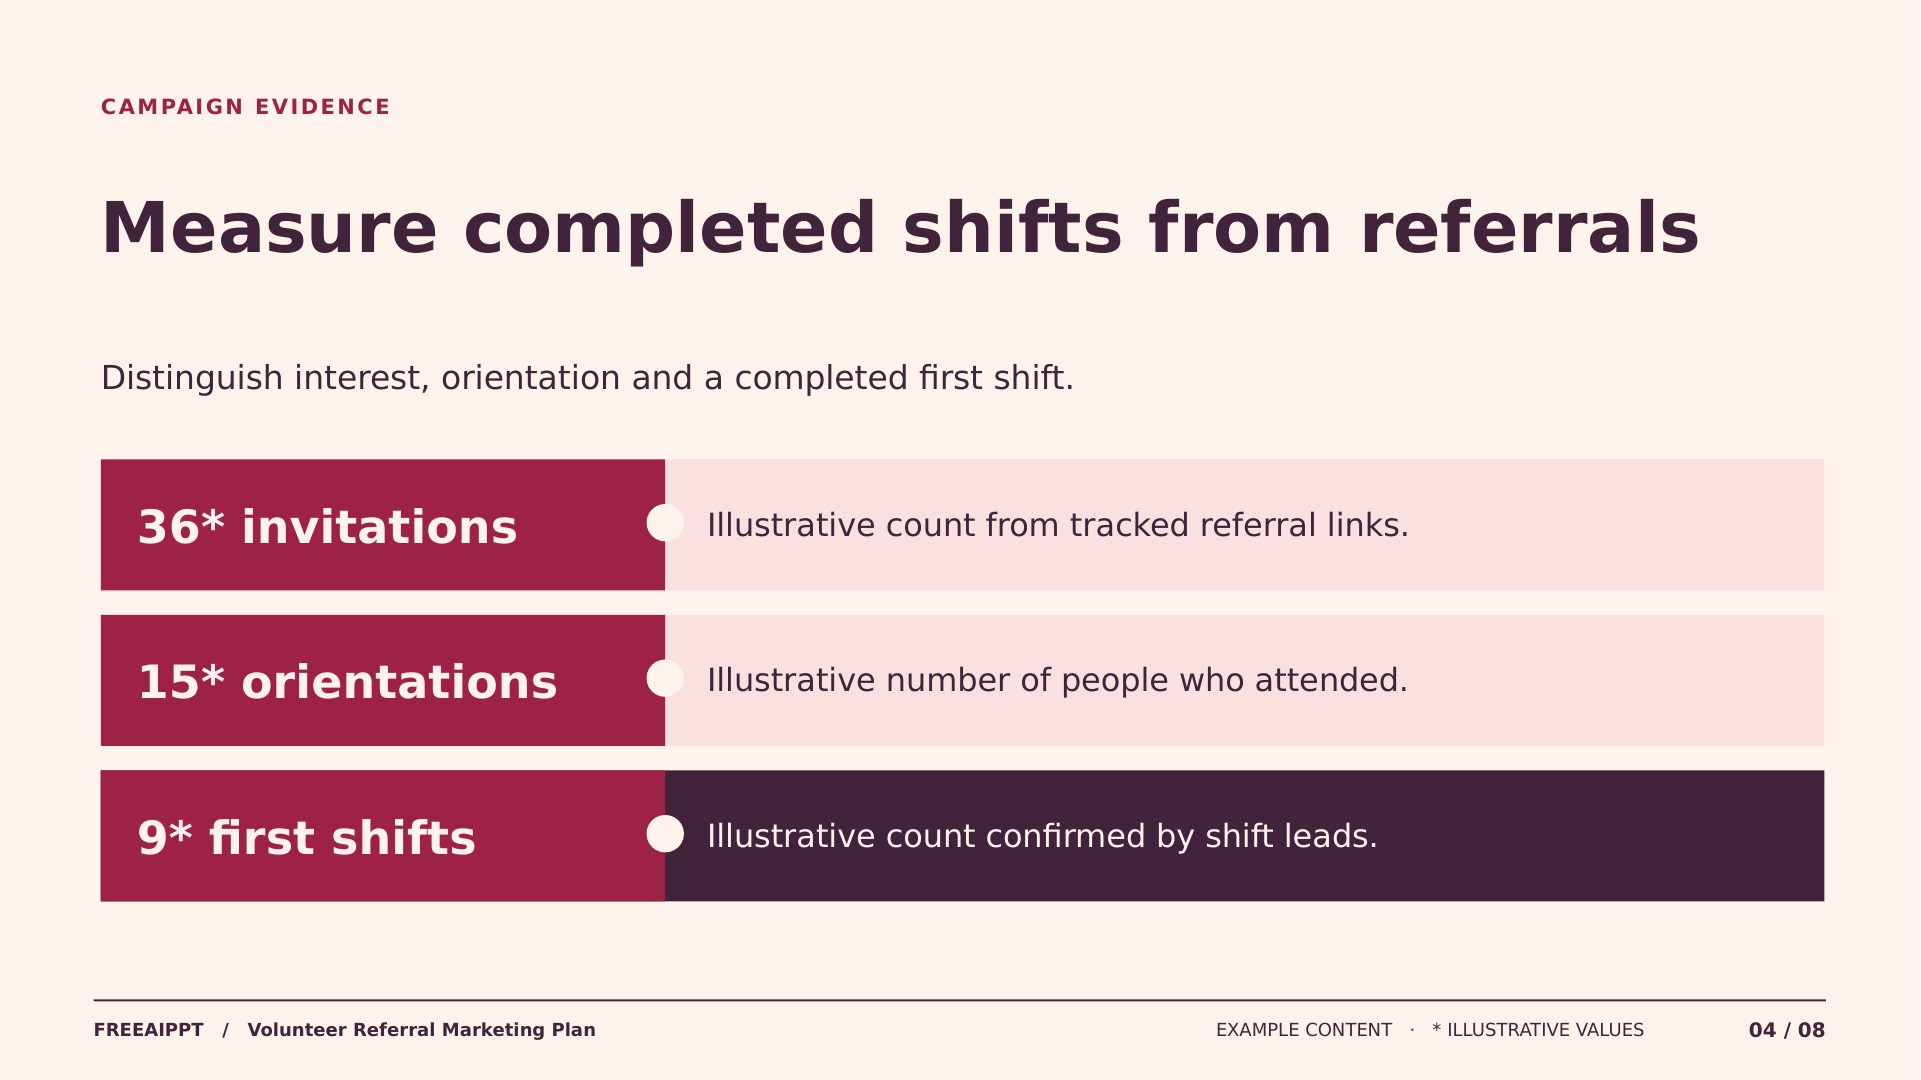 CAMPAIGN EVIDENCE
Measure completed shifts from referrals
Distinguish interest, orientation and a completed first shift.
36* invitations
Illustrative count from tracked referral links.
15* orientations
Illustrative number of people who attended.
9* first shifts
Illustrative count confirmed by shift leads.
FREEAIPPT / Volunteer Referral Marketing Plan
EXAMPLE CONTENT · * ILLUSTRATIVE VALUES
04 / 08